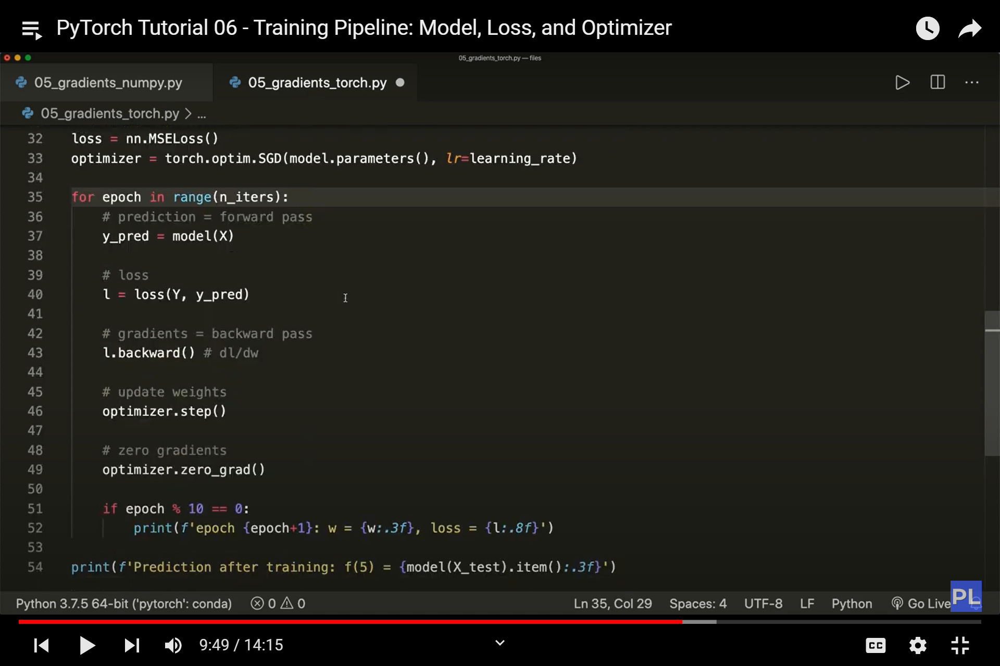 PyTorch Tutorial 06 - Training Pipeline: Model, Loss, and Optimizer
05_gradients_torch.py — files
05_gradients_numpy.py
05_gradients_torch.py
05_gradients_torch.py > ...
32 loss = nn.MSELoss()
33 optimizer = torch.optim.SGD(model.parameters(), lr=learning_rate)
34
35 for epoch in range(n_iters):
36     # prediction = forward pass
37     y_pred = model(X)
38
39     # loss
40     l = loss(Y, y_pred)
41
42     # gradients = backward pass
43     l.backward() # dl/dw
44
45     # update weights
46     optimizer.step()
47
48     # zero gradients
49     optimizer.zero_grad()
50
51     if epoch % 10 == 0:
52         print(f'epoch {epoch+1}: w = {w:.3f}, loss = {l:.8f}')
53
54 print(f'Prediction after training: f(5) = {model(X_test).item():.3f}')
Python 3.7.5 64-bit ('pytorch': conda) 0 0 Ln 35, Col 29 Spaces: 4 UTF-8 LF Python Go Live
PL
9:49 / 14:15
CC